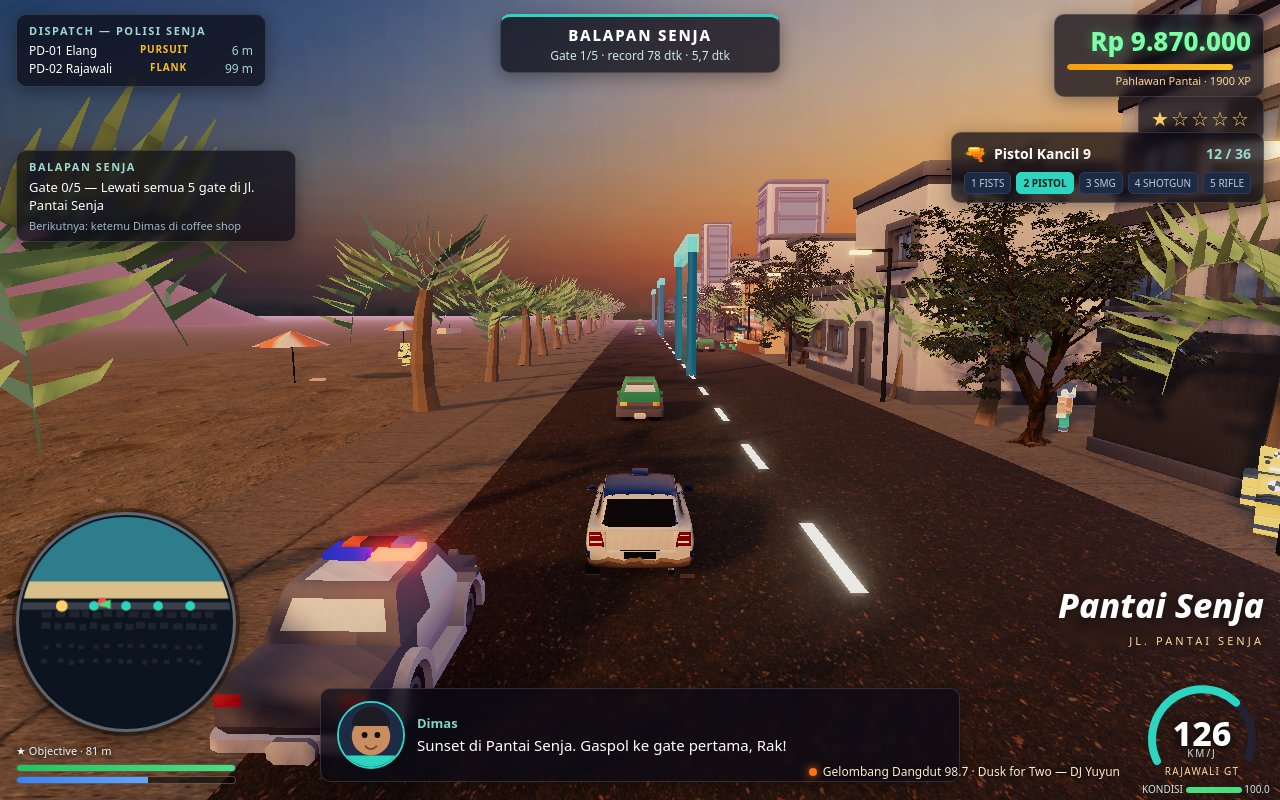 DISPATCH — POLISI SENJA
PD-01 Elang PURSUIT 6 m
PD-02 Rajawali FLANK 99 m
BALAPAN SENJA
Gate 1/5 · record 78 dtk · 5,7 dtk
Rp 9.870.000
Pahlawan Pantai · 1900 XP
★☆☆☆☆
Pistol Kancil 9 12 / 36
1 FISTS 2 PISTOL 3 SMG 4 SHOTGUN 5 RIFLE
BALAPAN SENJA
Gate 0/5 — Lewati semua 5 gate di Jl.
Pantai Senja
Berikutnya: ketemu Dimas di coffee shop
Pantai Senja
JL. PANTAI SENJA
★ Objective · 81 m
Dimas
Sunset di Pantai Senja. Gaspol ke gate pertama, Rak!
Gelombang Dangdut 98.7 · Dusk for Two — DJ Yuyun
126
KM/J
RAJAWALI GT
KONDISI 100.0